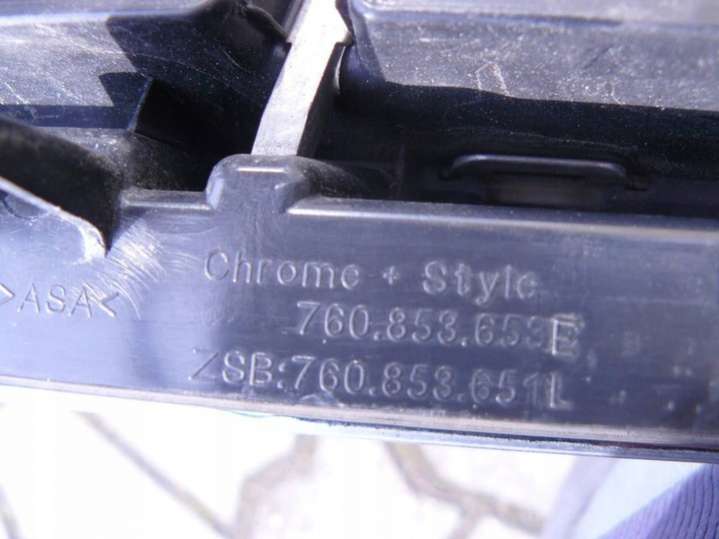 Chrome + Style
>ASA<
760.853.653E
ZSB:760.853.651L